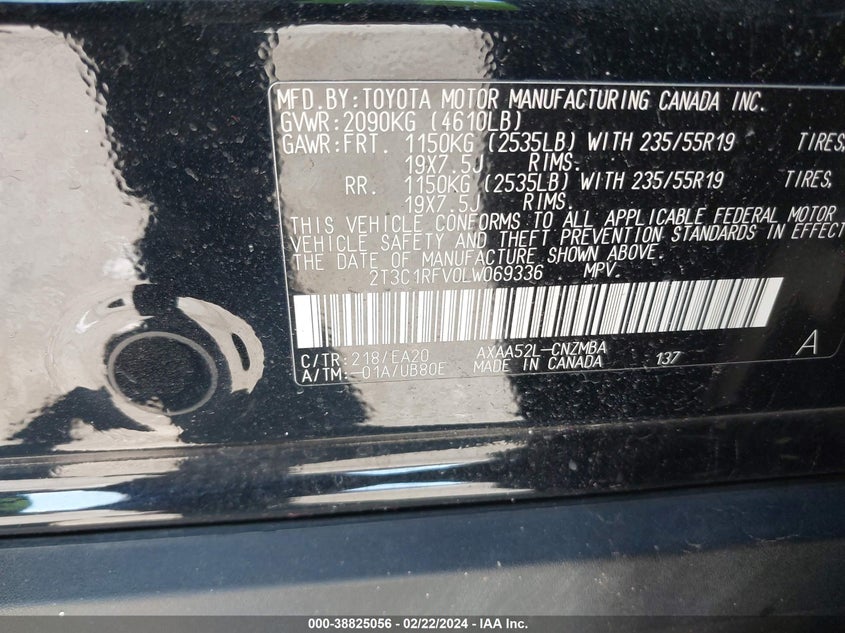 MFD.BY:TOYOTA MOTOR MANUFACTURING CANADA INC.
GVWR:2090KG (4610LB)
GAWR:FRT. 1150KG (2535LB) WITH 235/55R19 TIRES,
19X7.5J RIMS.
RR. 1150KG (2535LB) WITH 235/55R19 TIRES,
19X7.5J RIMS.
THIS VEHICLE CONFORMS TO ALL APPLICABLE FEDERAL MOTOR
VEHICLE SAFETY AND THEFT PREVENTION STANDARDS IN EFFECT
THE DATE OF MANUFACTURE SHOWN ABOVE.
2T3C1RFV0LW069336 MPV.
C/TR:218/EA20 AXAA52L-CNZMBA
A/TM:-01A/UB80E MADE IN CANADA 137 A
000-38825056 - 02/22/2024 - IAA Inc.